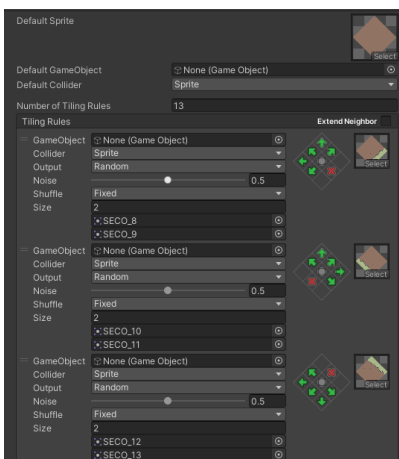 Default Sprite
Select
Default GameObject None (Game Object)
Default Collider Sprite
Number of Tiling Rules 13
Tiling Rules Extend Neighbor
GameObject None (Game Object)
Collider Sprite
Output Random
Select
Noise 0.5
Shuffle Fixed
Size 2
SECO_8
SECO_9
GameObject None (Game Object)
Collider Sprite
Output Random
Select
Noise 0.5
Shuffle Fixed
Size 2
SECO_10
SECO_11
GameObject None (Game Object)
Collider Sprite
Output Random
Select
Noise 0.5
Shuffle Fixed
Size 2
SECO_12
SECO_13